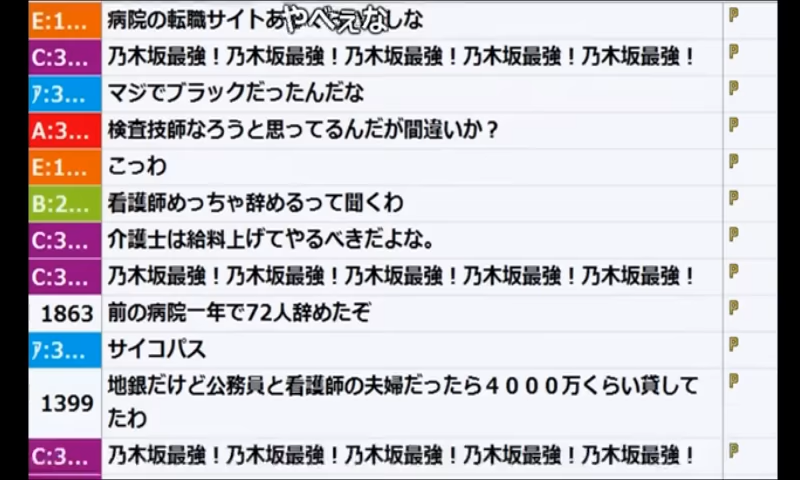 E:1... 病院の転職サイトあ しな P
やべぇな
C:3... 乃木坂最強！乃木坂最強！乃木坂最強！乃木坂最強！乃木坂最強！ P
ｱ:3... マジでブラックだったんだな P
A:3... 検査技師なろうと思ってるんだが間違いか？ P
E:1... こっわ P
B:2... 看護師めっちゃ辞めるって聞くわ P
C:3... 介護士は給料上げてやるべきだよな。 P
C:3... 乃木坂最強！乃木坂最強！乃木坂最強！乃木坂最強！乃木坂最強！ P
1863 前の病院一年で72人辞めたぞ P
ｱ:3... サイコパス P
1399 地銀だけど公務員と看護師の夫婦だったら４０００万くらい貸して P
たわ
C:3... 乃木坂最強！乃木坂最強！乃木坂最強！乃木坂最強！乃木坂最強！ P